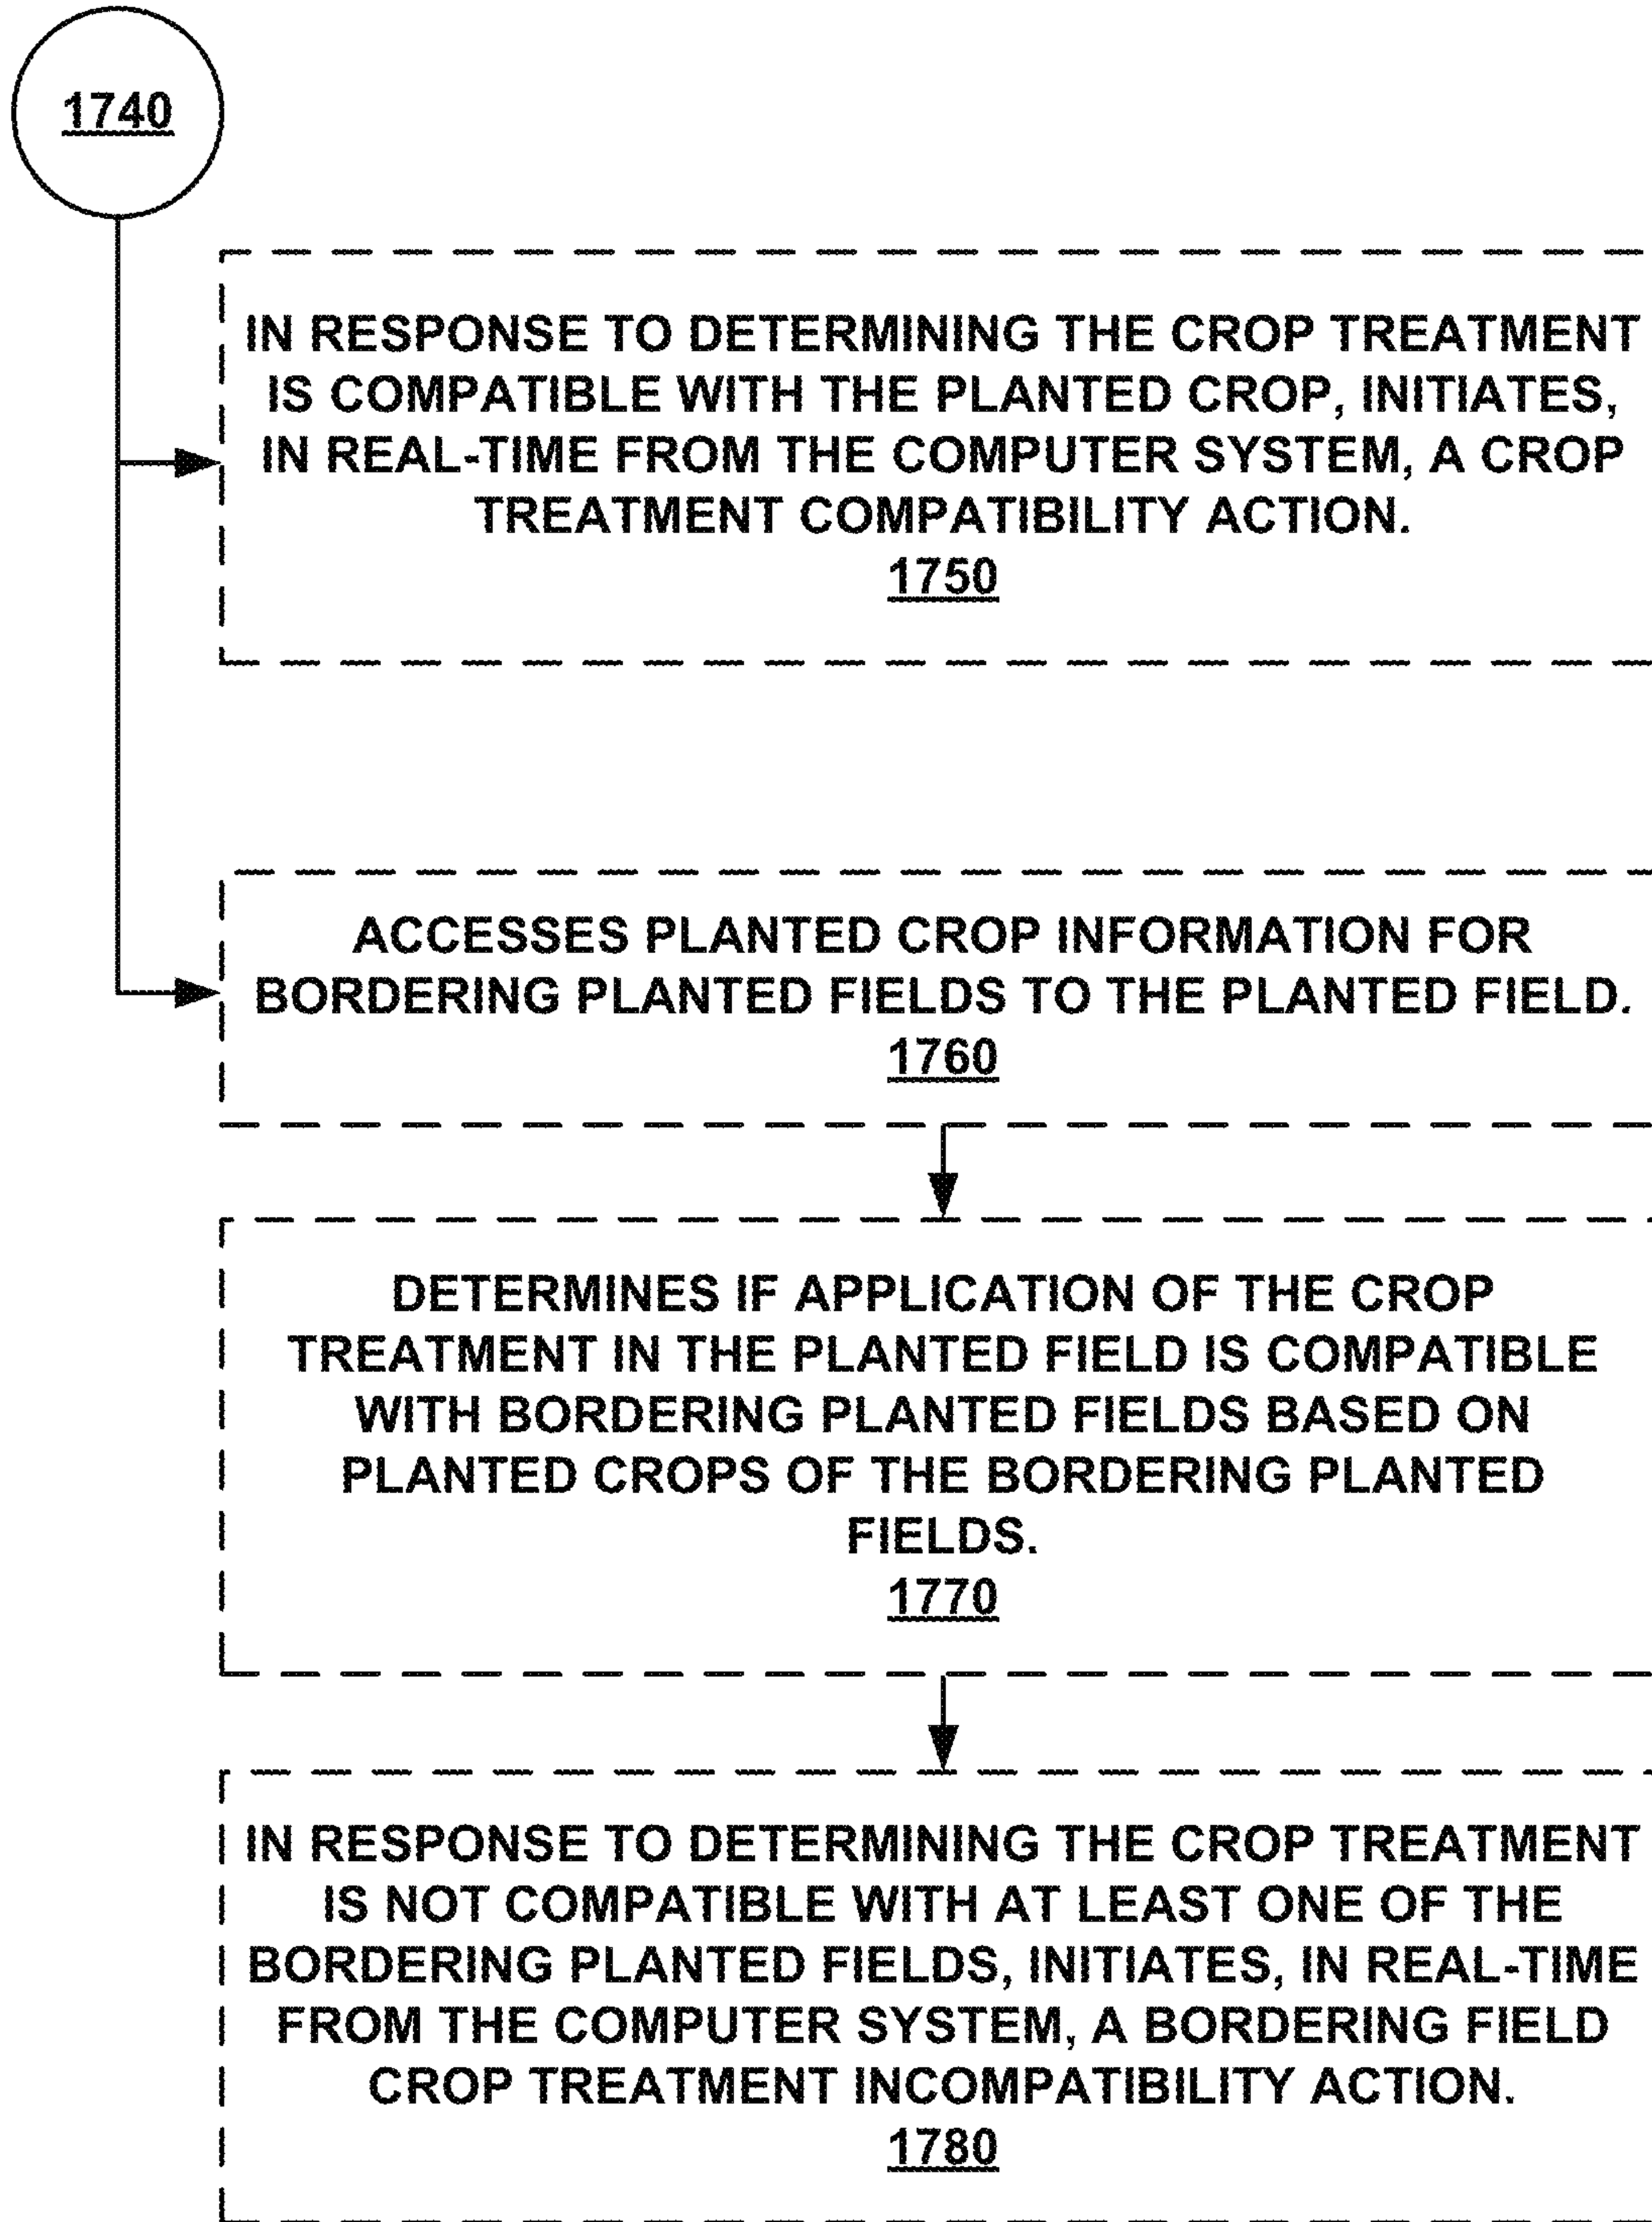 1740
IN RESPONSE TO DETERMINING THE CROP TREATMENT
IS COMPATIBLE WITH THE PLANTED CROP, INITIATES,
IN REAL-TIME FROM THE COMPUTER SYSTEM, A CROP
TREATMENT COMPATIBILITY ACTION.
1750
ACCESSES PLANTED CROP INFORMATION FOR
BORDERING PLANTED FIELDS TO THE PLANTED FIELD.
1760
DETERMINES IF APPLICATION OF THE CROP
TREATMENT IN THE PLANTED FIELD IS COMPATIBLE
WITH BORDERING PLANTED FIELDS BASED ON
PLANTED CROPS OF THE BORDERING PLANTED
FIELDS.
1770
IN RESPONSE TO DETERMINING THE CROP TREATMENT
IS NOT COMPATIBLE WITH AT LEAST ONE OF THE
BORDERING PLANTED FIELDS, INITIATES, IN REAL-TIME
FROM THE COMPUTER SYSTEM, A BORDERING FIELD
CROP TREATMENT INCOMPATIBILITY ACTION.
1780